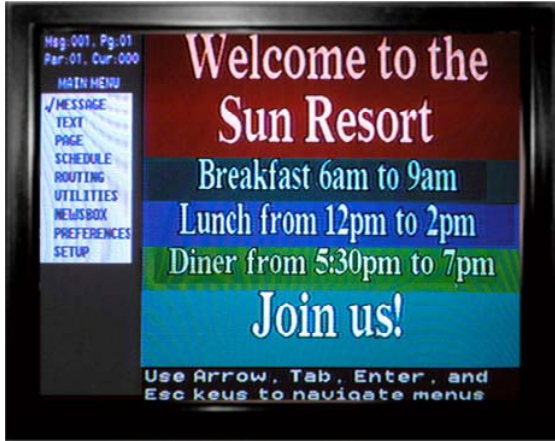 Msg:001, Pg:01
Par:01, Cur:000
MAIN MENU
√MESSAGE
TEXT
PAGE
SCHEDULE
ROUTING
UTILITIES
NEWSBOX
PREFERENCES
SETUP
Welcome to the
Sun Resort
Breakfast 6am to 9am
Lunch from 12pm to 2pm
Diner from 5:30pm to 7pm
Join us!
Use Arrow, Tab, Enter, and
Esc keys to navigate menus